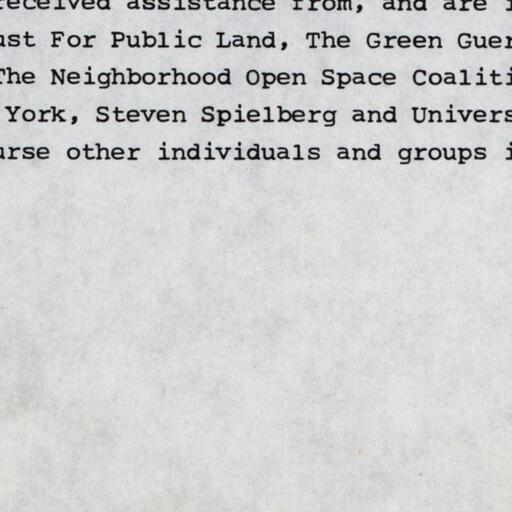 received assistance from, and are i
ust For Public Land, The Green Guer
The Neighborhood Open Space Coaliti
York, Steven Spielberg and Univers
urse other individuals and groups i